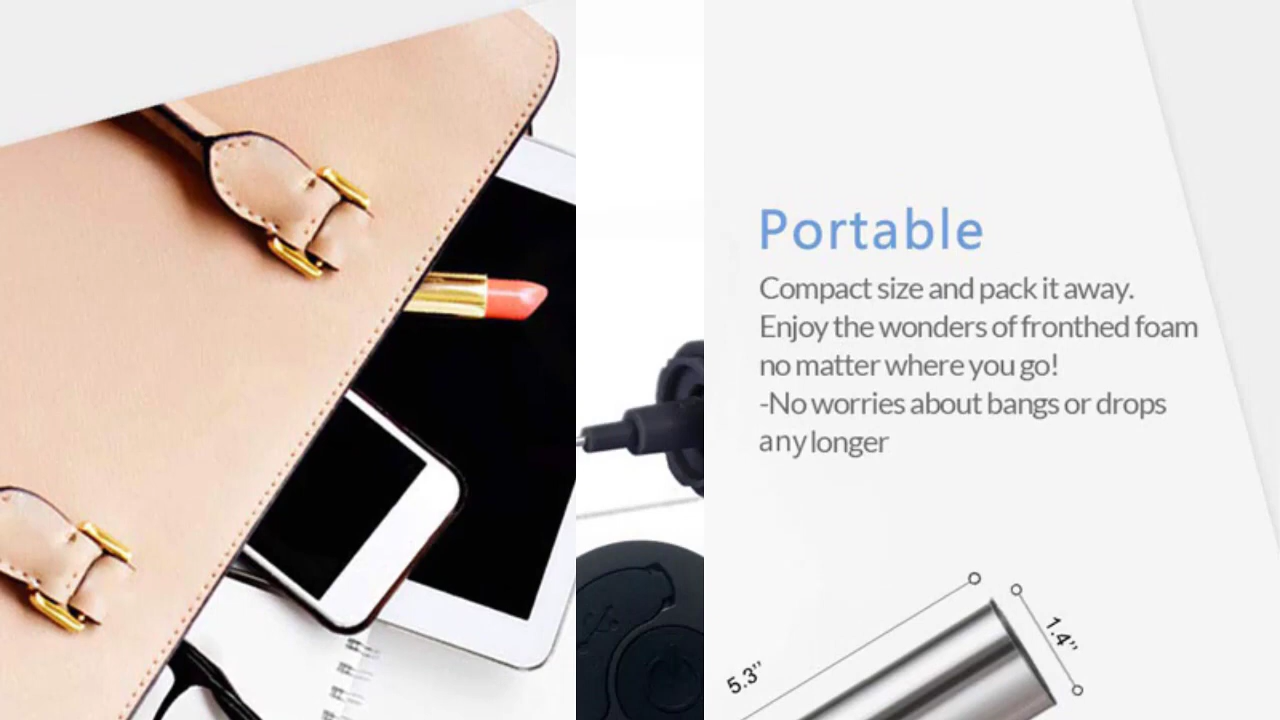 Portable
Compact size and pack it away.
Enjoy the wonders of fronthed foam
no matter where you go!
-No worries about bangs or drops
any longer
5.3’’
1.4’’